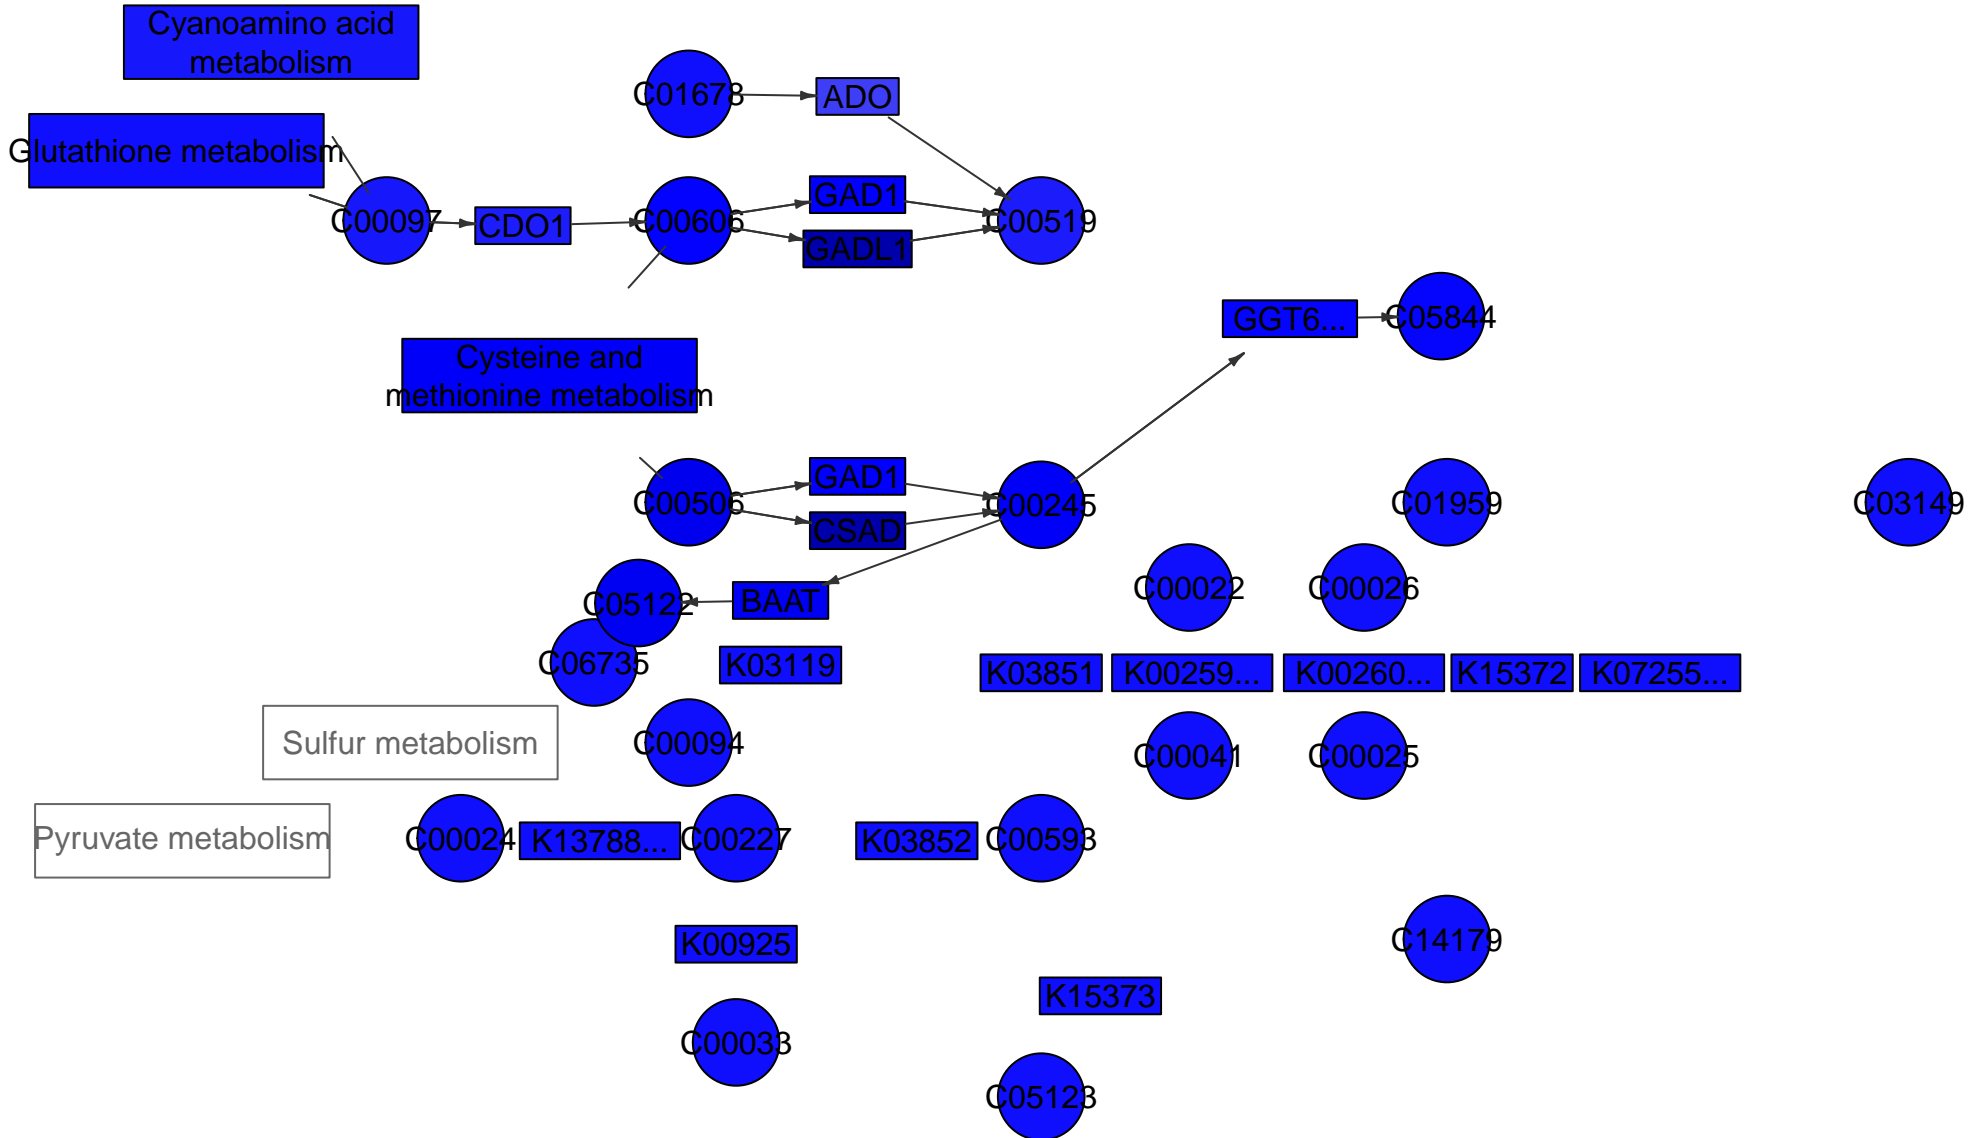 Cyanoamino acid
metabolism
C01678
ADO
Glutathione metabolism
C00097
CDO1
C00606
GAD1
GADL1
C00519
GGT6...
C05844
Cysteine and
methionine metabolism
C00506
GAD1
CSAD
C00245
C01959
C03149
C05122
BAAT
C00022
C00026
C06735
K03119
K03851
K00259...
K00260...
K15372
K07255...
Sulfur metabolism
C00094
C00041
C00025
Pyruvate metabolism
C00024
K13788...
C00227
K03852
C00593
K00925
C14179
K15373
C00033
C05123